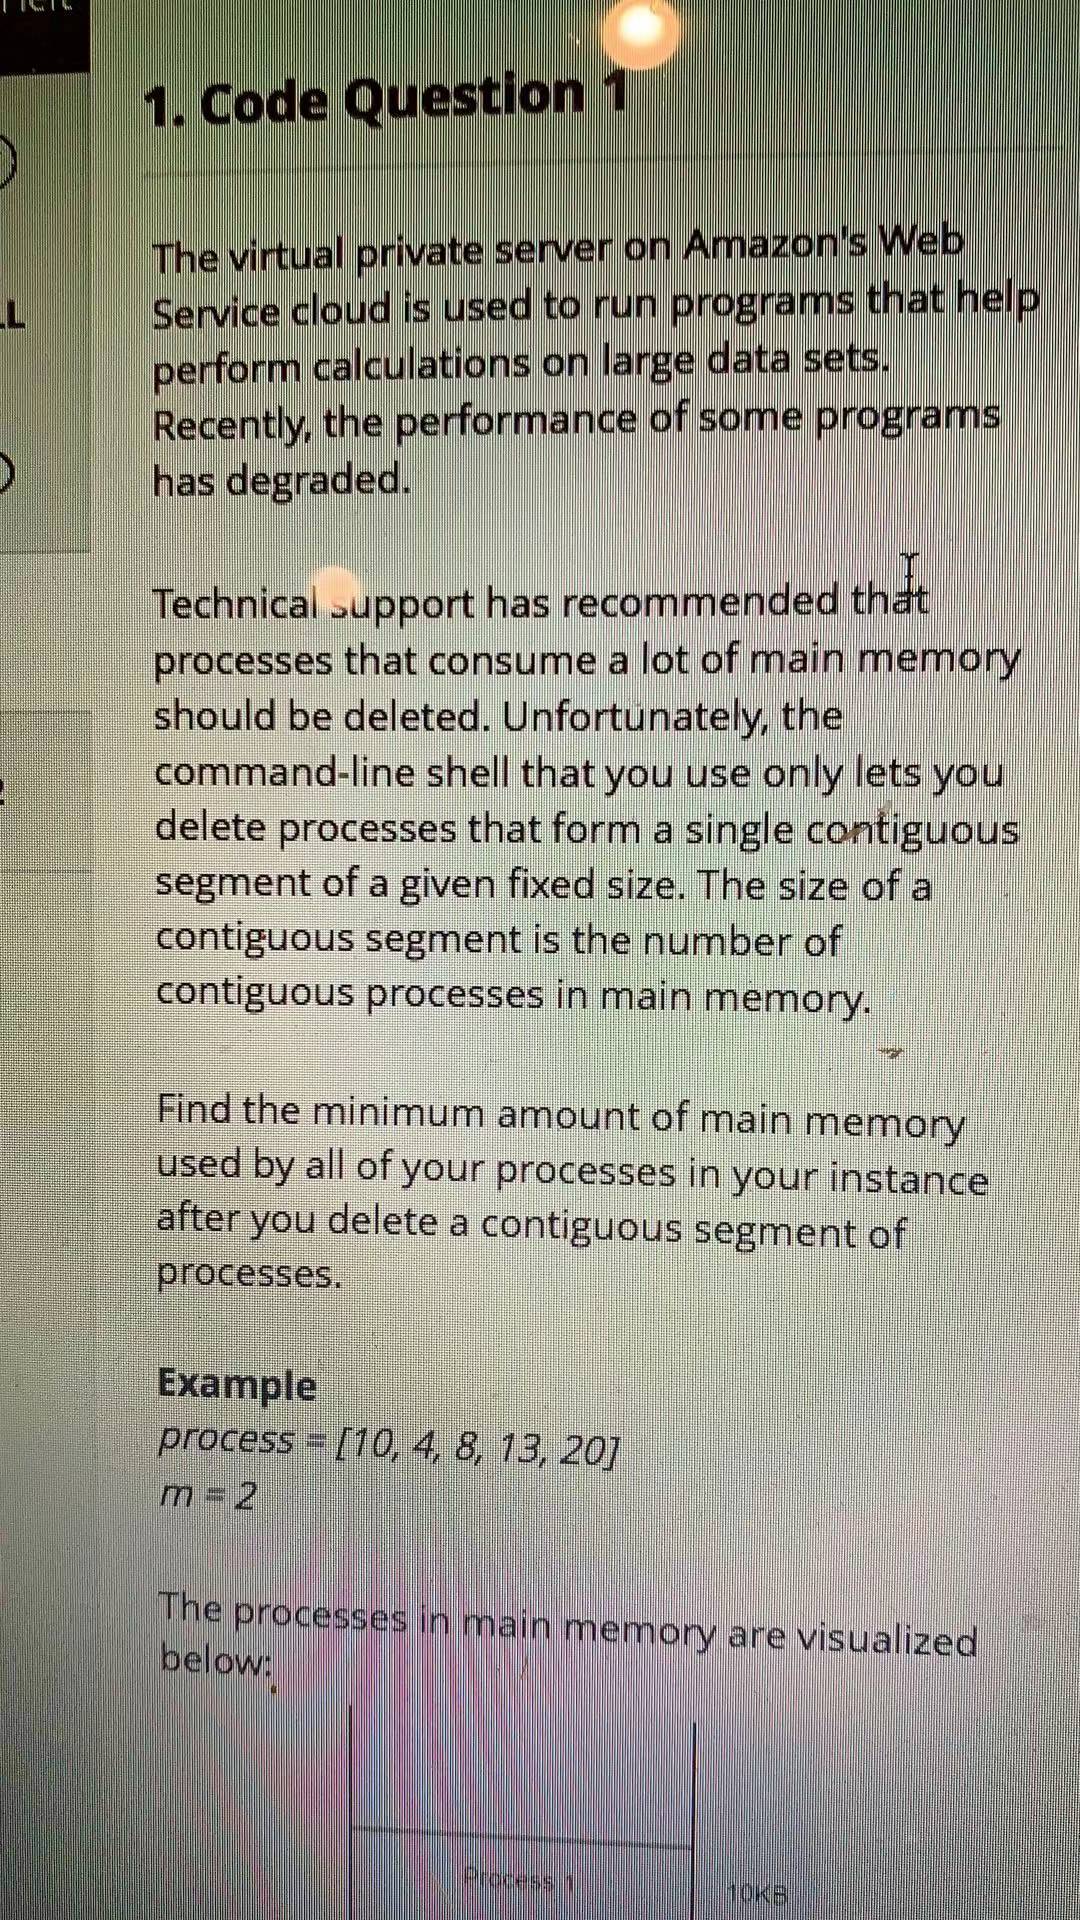 1. Code Question 1
The virtual private server on Amazon's Web
Service cloud is used to run programs that help
perform calculations on large data sets.
Recently, the performance of some programs
has degraded.
Technical support has recommended that
processes that consume a lot of main memory
should be deleted. Unfortunately, the
command-line shell that you use only lets you
delete processes that form a single contiguous
segment of a given fixed size. The size of a
contiguous segment is the number of
contiguous processes in main memory.
Find the minimum amount of main memory
used by all of your processes in your instance
after you delete a contiguous segment of
processes.
Example
process = [10, 4, 8, 13, 20]
m = 2
The processes in main memory are visualized
below:
Process 1
10KB